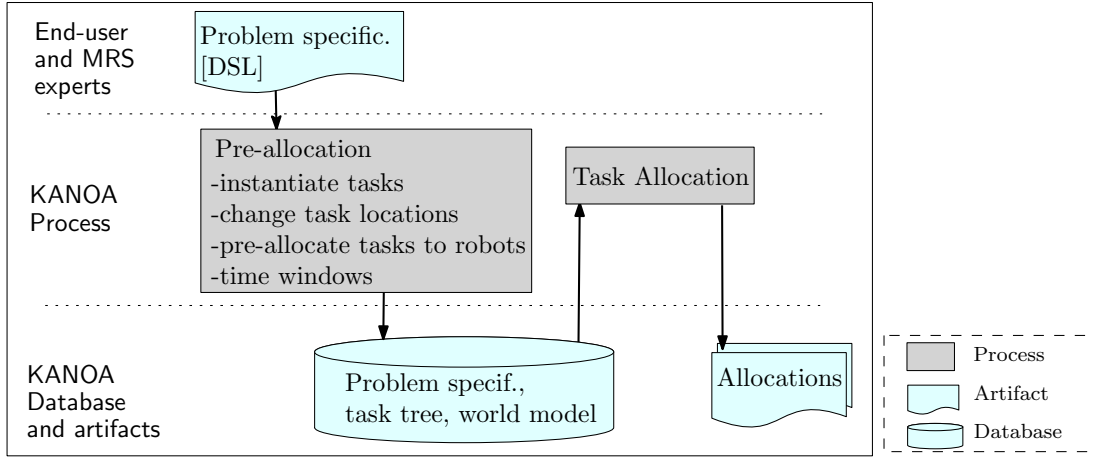 End-user
and MRS
experts
Problem specific.
[DSL]
KANOA
Process
Pre-allocation
-instantiate tasks
-change task locations
-pre-allocate tasks to robots
-time windows
Task Allocation
KANOA
Database
and artifacts
Problem specif.,
task tree, world model
Allocations
Process
Artifact
Database